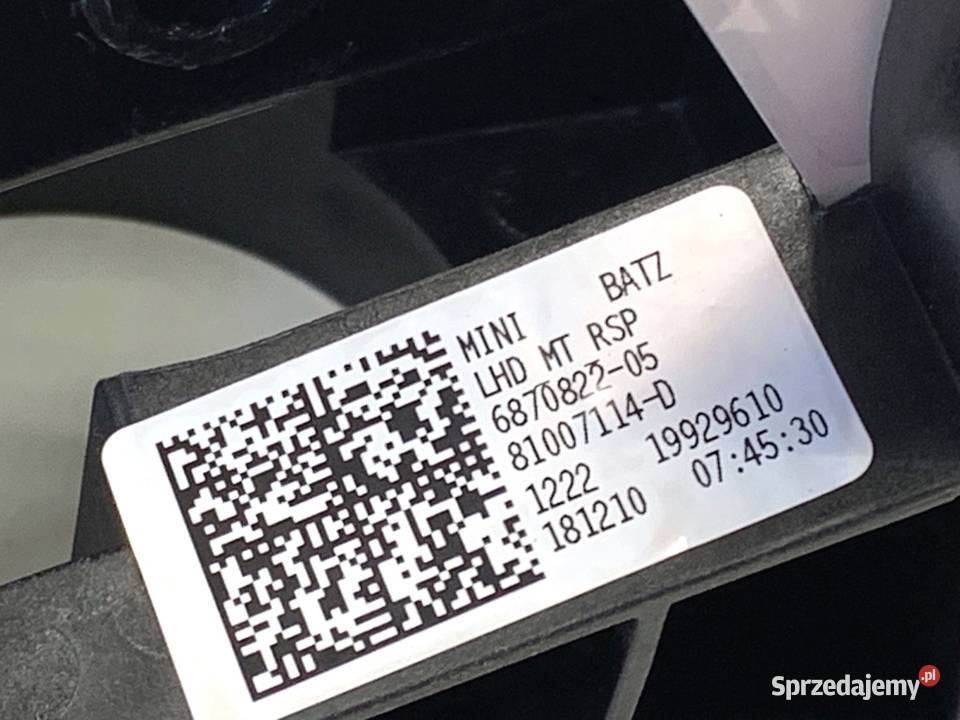 MINI BATZ
LHD MT RSP
6870822-05
81007114-D
1222 19929610
181210 07:45:30
Sprzedajemy.pl